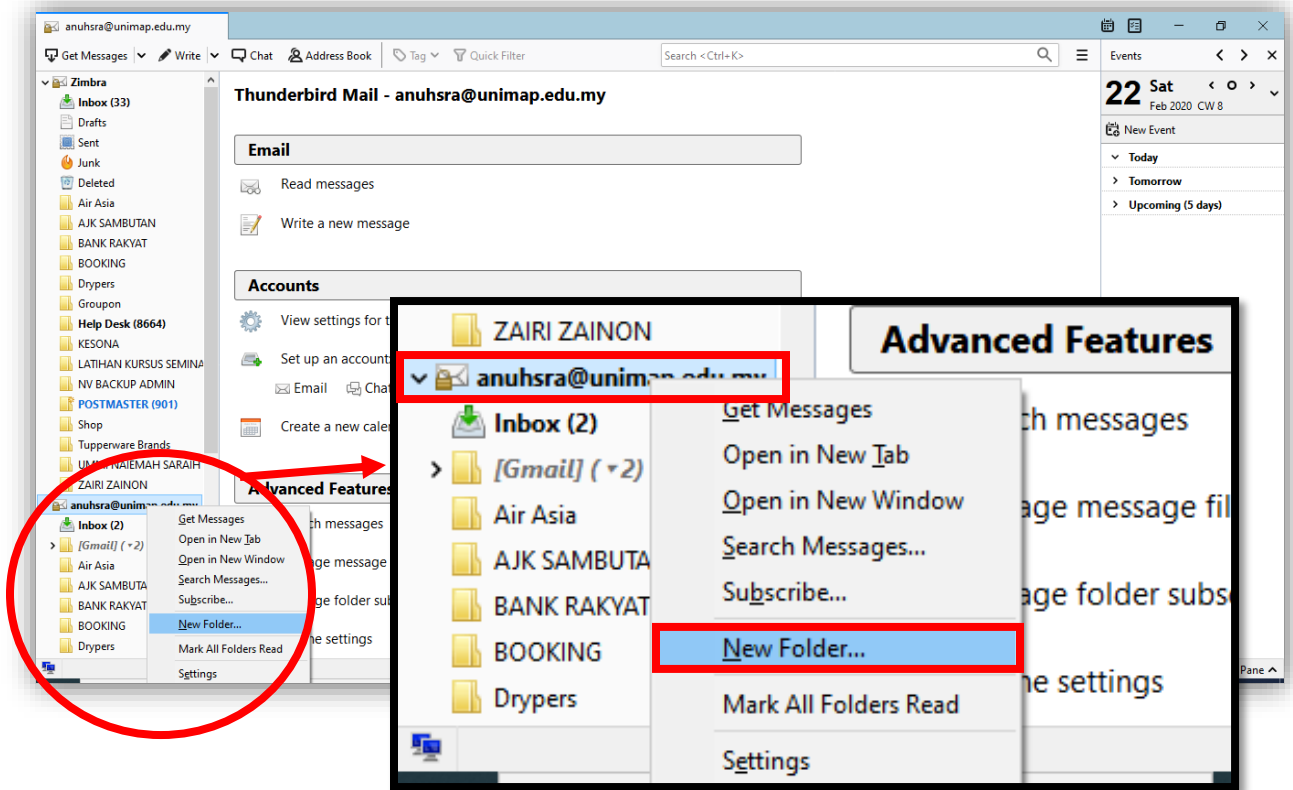 anuhsra@unimap.edu.my
Get Messages Write Chat Address Book Tag Quick Filter Search <Ctrl+K> Events
Zimbra
Inbox (33)
Drafts
Sent
Junk
Deleted
Air Asia
AJK SAMBUTAN
BANK RAKYAT
BOOKING
Drypers
Groupon
Help Desk (8664)
KESONA
LATIHAN KURSUS SEMINA
NV BACKUP ADMIN
POSTMASTER (901)
Shop
Tupperware Brands
UMMI NAIEMAH SARAIH
ZAIRI ZAINON
anuhsra@unimap.edu.my
Inbox (2)
[Gmail] (▾2)
Air Asia
AJK SAMBUTA
BANK RAKYAT
BOOKING
Drypers
Get Messages
Open in New Tab
Open in New Window
Search Messages...
Subscribe...
New Folder...
Mark All Folders Read
Settings
Thunderbird Mail - anuhsra@unimap.edu.my
Email
Read messages
Write a new message
Accounts
View settings for t
Set up an account
Email Chat
Create a new cale
Advanced Features
ch messages
age message
ge folder sub
ne settings
22 Sat
Feb 2020 CW 8
New Event
Today
Tomorrow
Upcoming (5 days)
Pane
ZAIRI ZAINON
anuhsra@unimap.edu.my
Inbox (2)
[Gmail] (▾2)
Air Asia
AJK SAMBUTA
BANK RAKYAT
BOOKING
Drypers
Get Messages
Open in New Tab
Open in New Window
Search Messages...
Subscribe...
New Folder...
Mark All Folders Read
Settings
Advanced Features
ch messages
age message fil
age folder subs
ne settings